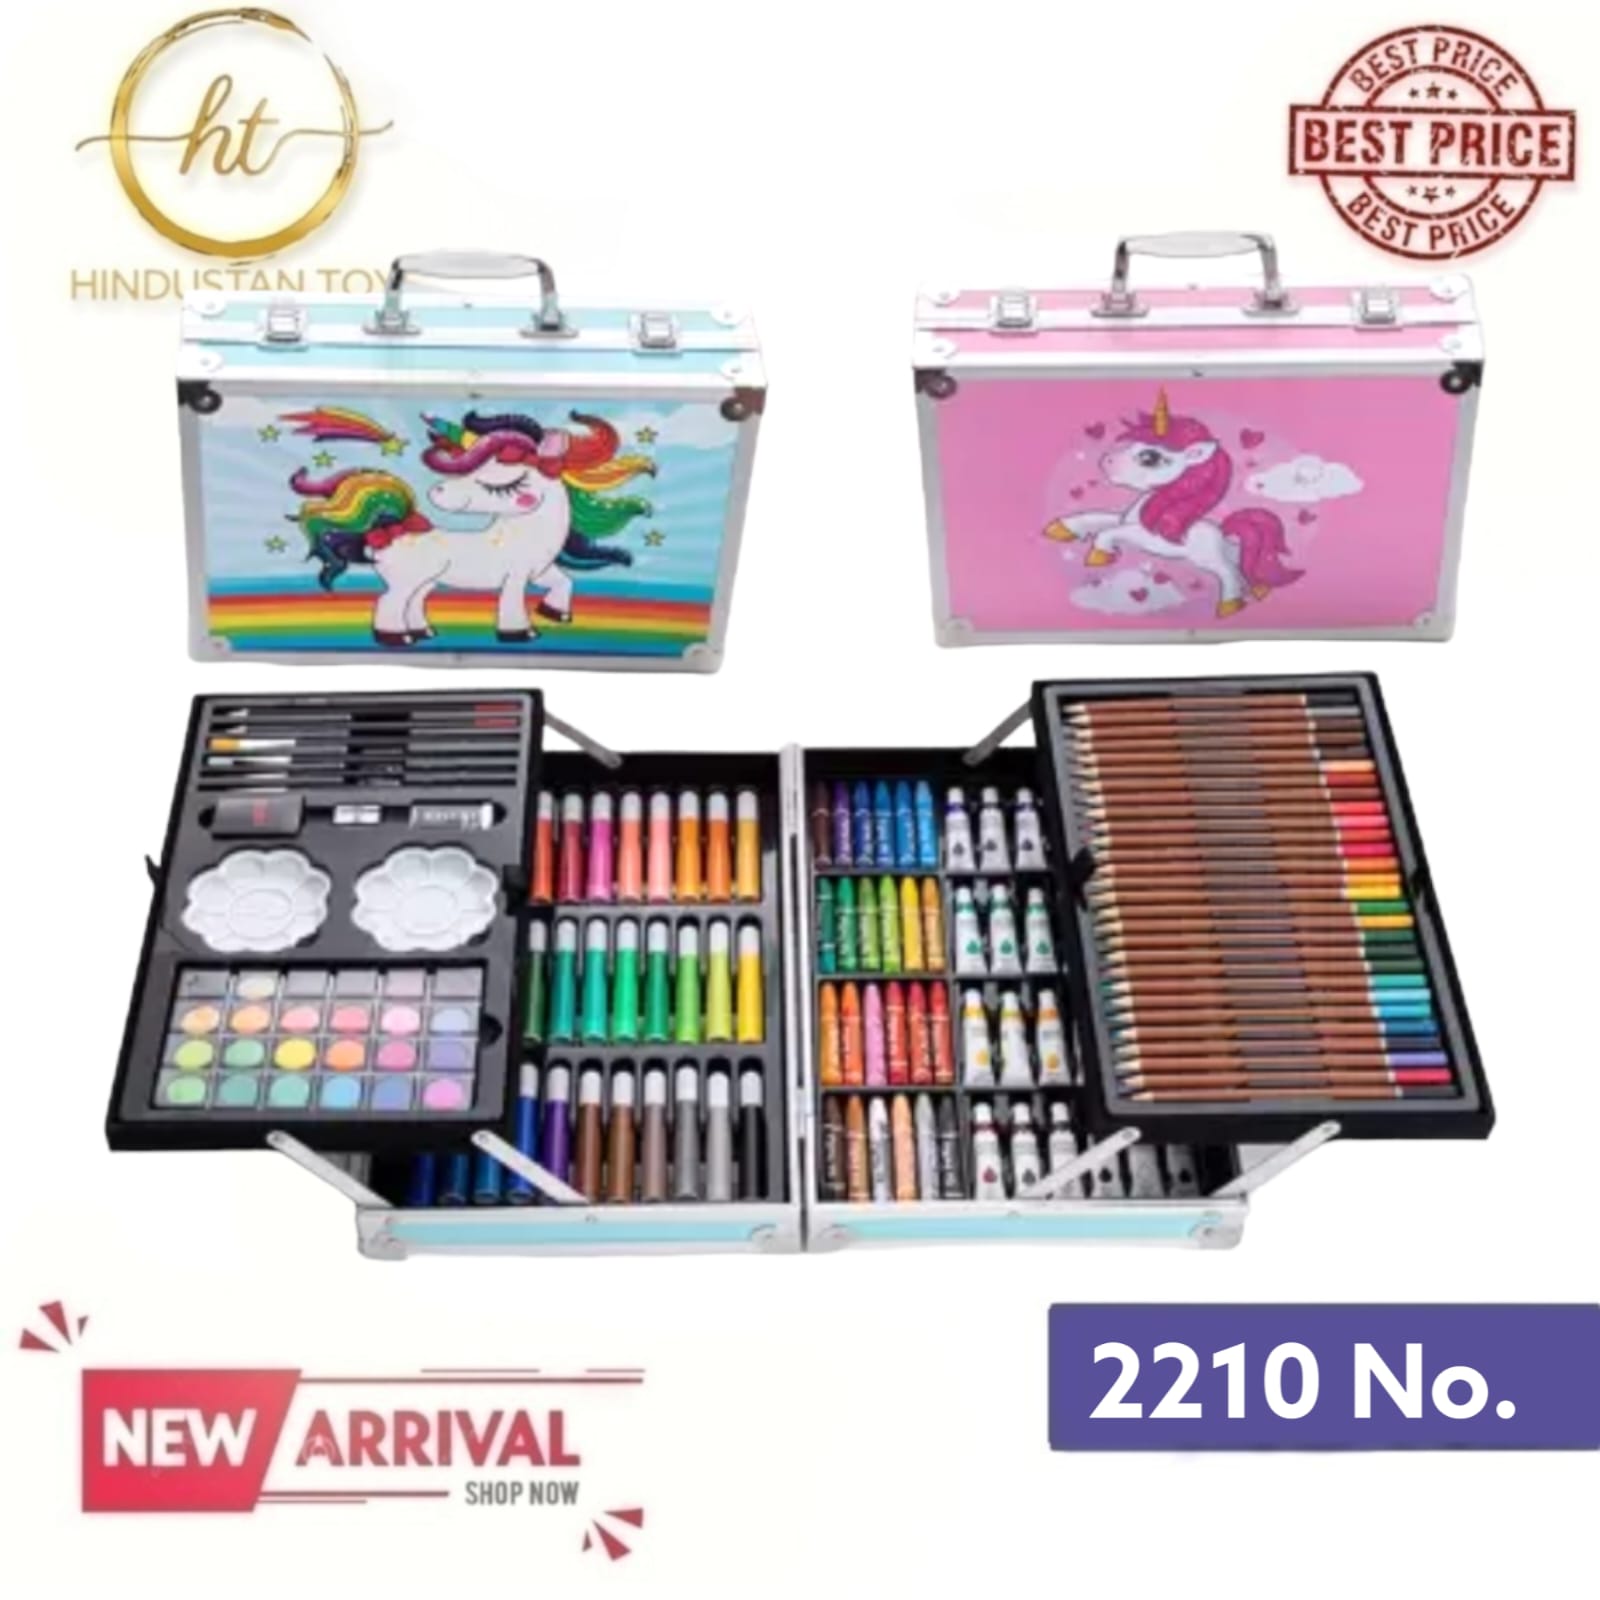 ht
HINDUSTAN TOY
BEST PRICE
BEST PRICE
BEST PRICE
NEW ARRIVAL
SHOP NOW
2210 No.